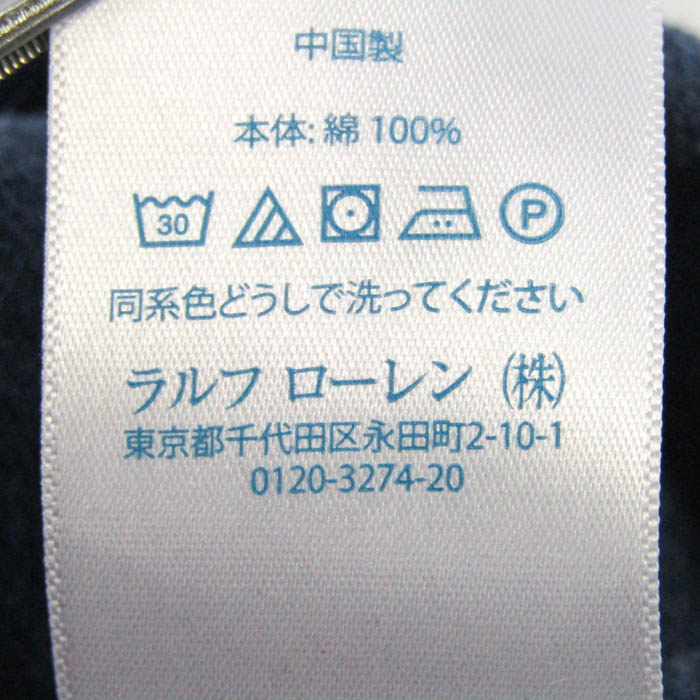 中国製
本体: 綿 100%
30 P
同系色どうしで洗ってください
ラルフ ローレン (株)
東京都千代田区永田町2-10-1
0120-3274-20